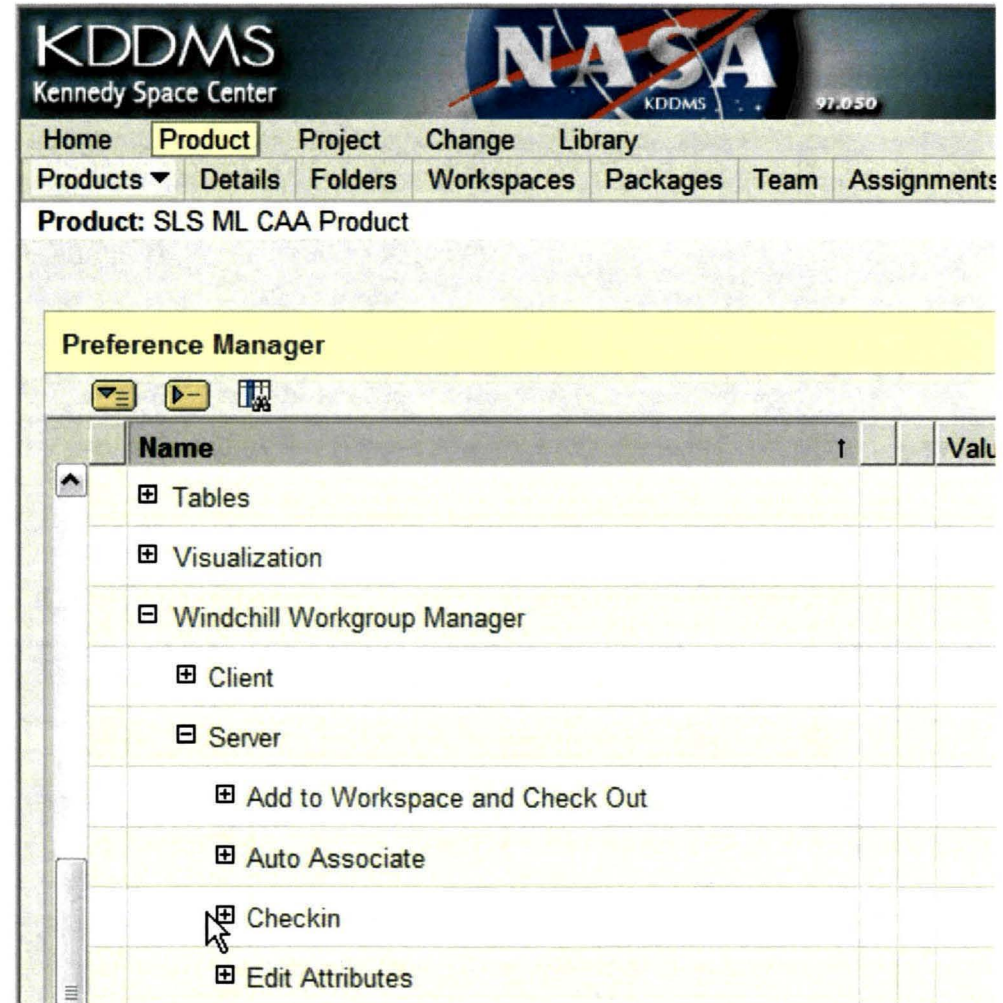 KDDMS
Kennedy Space Center
NASA
KDDMS
91.050
Home Product Project Change Library
Products Details Folders Workspaces Packages Team Assignments
Product: SLS ML CAA Product
Preference Manager
Name Valu
Tables
Visualization
Windchill Workgroup Manager
Client
Server
Add to Workspace and Check Out
Auto Associate
Checkin
Edit Attributes